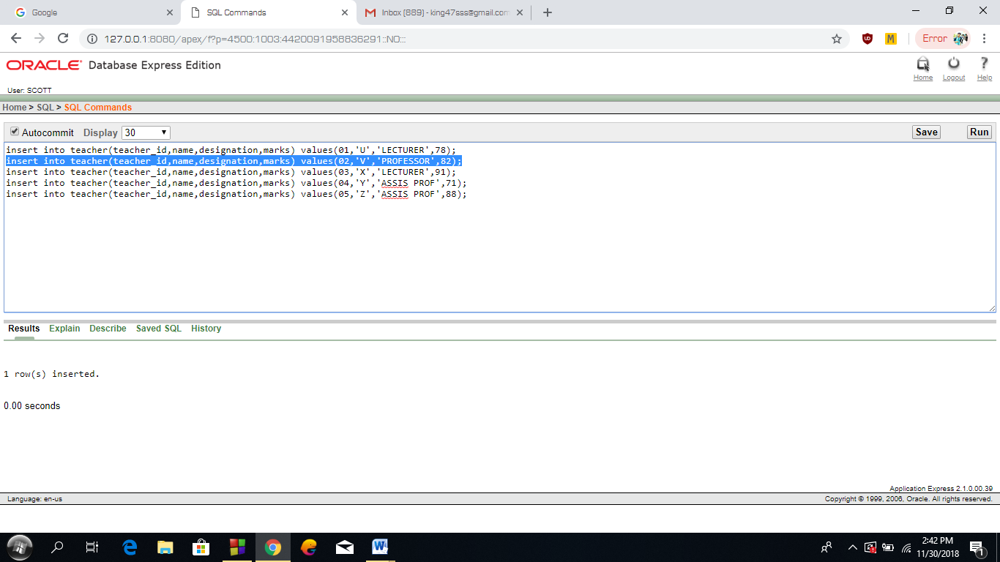 Google
SQL Commands
Inbox (889) - king47sss@gmail.com
127.0.0.1:8080/apex/f?p=4500:1003:4420091958836291::NO:::
UD
M
Error
ORACLE Database Express Edition
Home Logout Help
User: SCOTT
Home > SQL > SQL Commands
Autocommit Display 30
Save Run
insert into teacher(teacher_id,name,designation,marks) values(01,'U','LECTURER',78);
insert into teacher(teacher_id,name,designation,marks) values(02,'V','PROFESSOR',82);
insert into teacher(teacher_id,name,designation,marks) values(03,'X','LECTURER',91);
insert into teacher(teacher_id,name,designation,marks) values(04,'Y','ASSIS PROF',71);
insert into teacher(teacher_id,name,designation,marks) values(05,'Z','ASSIS PROF',88);
Results Explain Describe Saved SQL History
1 row(s) inserted.
0.00 seconds
Application Express 2.1.0.00.39
Language: en-us
Copyright © 1999, 2006, Oracle. All rights reserved.
2:42 PM
11/30/2018
1